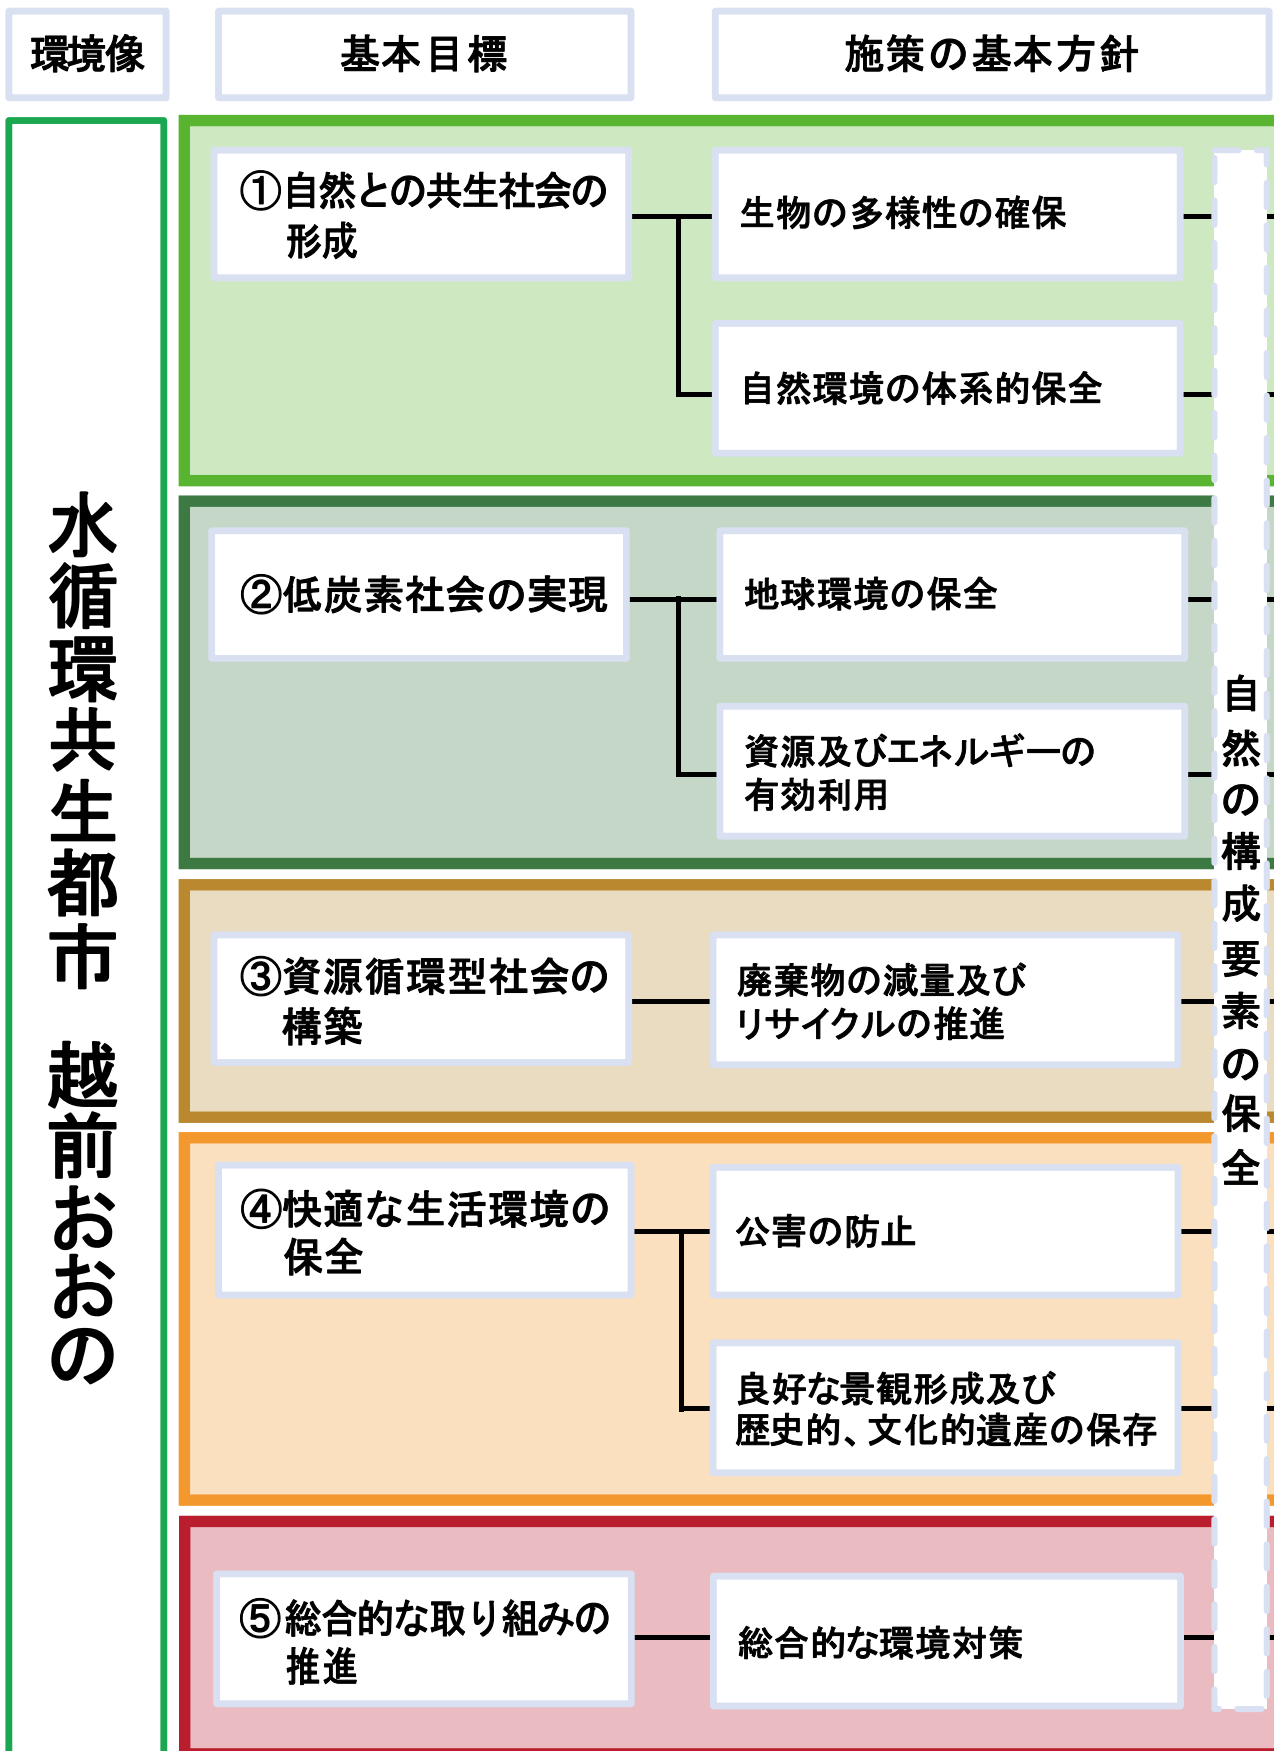 環境像
基本目標
施策の基本方針
水循環共生都市 越前おおの
①自然との共生社会の
形成
生物の多様性の確保
自然環境の体系的保全
②低炭素社会の実現
地球環境の保全
資源及びエネルギーの
有効利用
③資源循環型社会の
構築
廃棄物の減量及び
リサイクルの推進
④快適な生活環境の
保全
公害の防止
良好な景観形成及び
歴史的、文化的遺産の保存
⑤総合的な取り組みの
推進
総合的な環境対策
自然の構成要素の保全